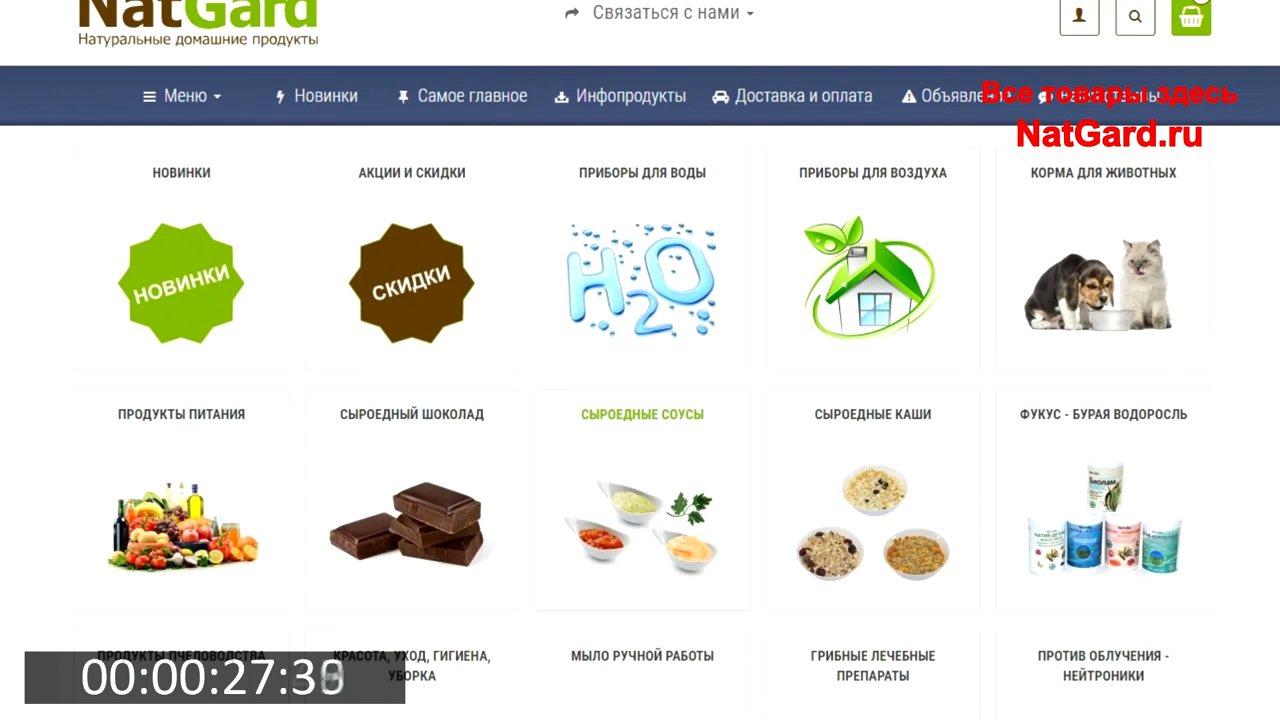 NatGard
Натуральные домашние продукты
Связаться с нами
Меню
Новинки
Самое главное
Инфопродукты
Доставка и оплата
Все товары здесь
NatGard.ru
НОВИНКИ
АКЦИИ И СКИДКИ
ПРИБОРЫ ДЛЯ ВОДЫ
ПРИБОРЫ ДЛЯ ВОЗДУХА
КОРМА ДЛЯ ЖИВОТНЫХ
НОВИНКИ
СКИДКИ
H2O
ПРОДУКТЫ ПИТАНИЯ
СЫРОЕДНЫЙ ШОКОЛАД
СЫРОЕДНЫЕ СОУСЫ
СЫРОЕДНЫЕ КАШИ
ФУКУС - БУРАЯ ВОДОРОСЛЬ
ПРОДУКТЫ ПЧЕЛОВОДСТВА
КРАСОТА, УХОД, ГИГИЕНА,
УБОРКА
МЫЛО РУЧНОЙ РАБОТЫ
ГРИБНЫЕ ЛЕЧЕБНЫЕ
ПРЕПАРАТЫ
ПРОТИВ ОБЛУЧЕНИЯ -
НЕЙТРОНИКИ